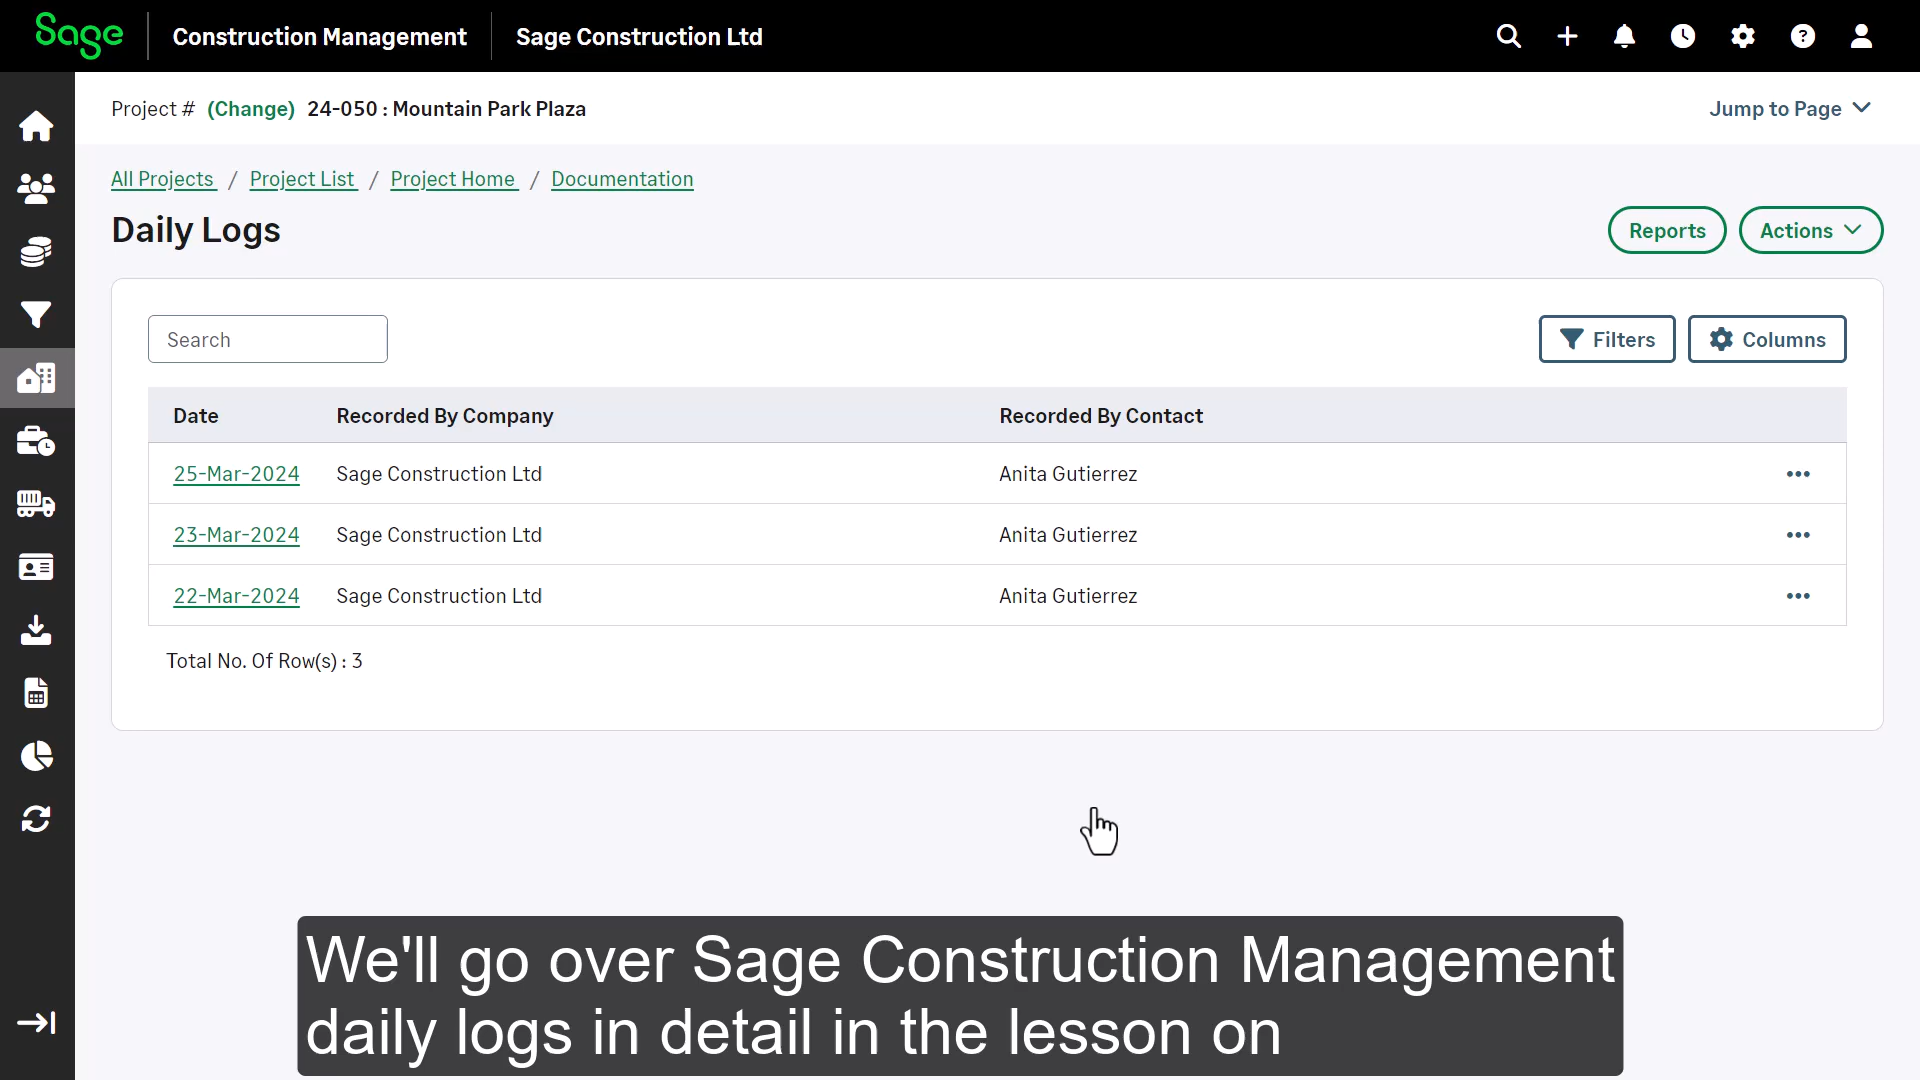 Sage Construction Management Sage Construction Ltd
Project # (Change) 24-050 : Mountain Park Plaza Jump to Page
All Projects / Project List / Project Home / Documentation
Daily Logs Reports Actions
Search Filters Columns
Date Recorded By Company Recorded By Contact
25-Mar-2024 Sage Construction Ltd Anita Gutierrez
23-Mar-2024 Sage Construction Ltd Anita Gutierrez
22-Mar-2024 Sage Construction Ltd Anita Gutierrez
Total No. Of Row(s) : 3
We'll go over Sage Construction Management
daily logs in detail in the lesson on